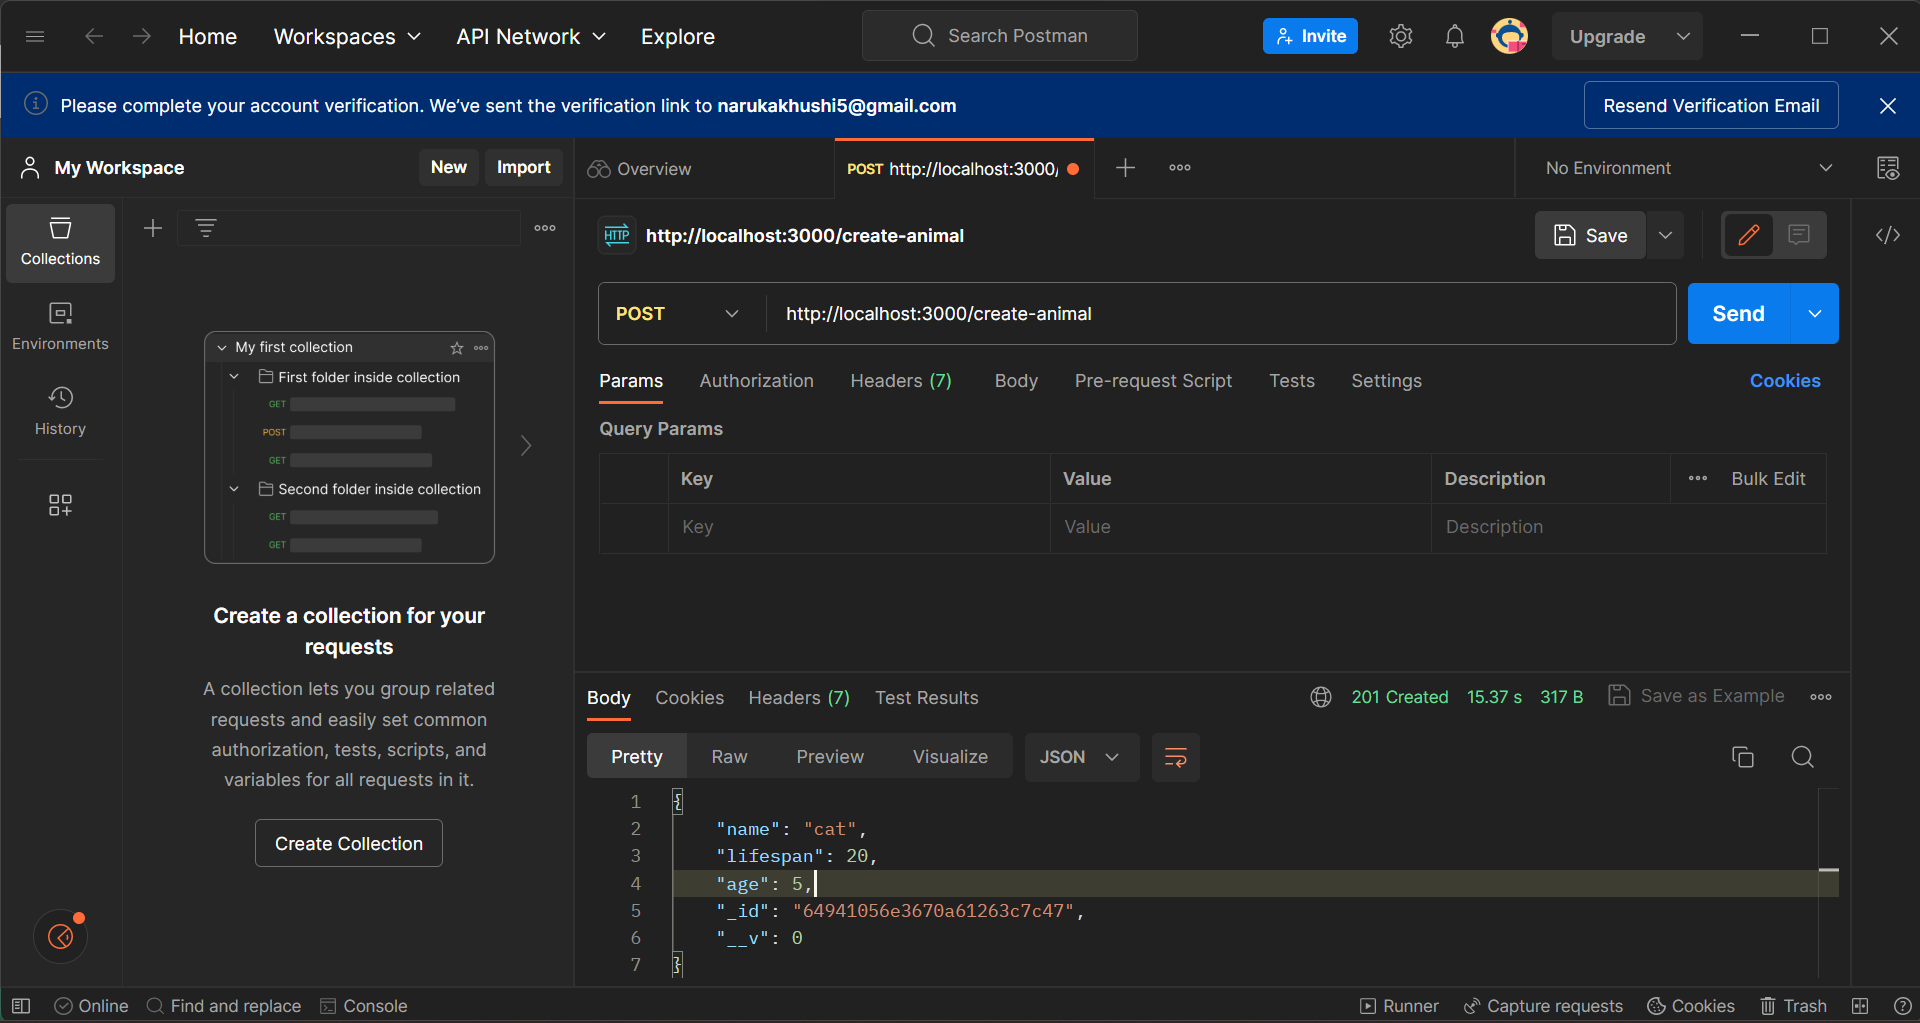 Home Workspaces API Network Explore Search Postman Invite Upgrade
Please complete your account verification. We've sent the verification link to narukakhushi5@gmail.com Resend Verification Email
My Workspace New Import Overview POST http://localhost:3000/ No Environment
Collections
Environments
History
My first collection
First folder inside collection
GET
POST
GET
Second folder inside collection
GET
GET
Create a collection for your
requests
A collection lets you group related
requests and easily set common
authorization, tests, scripts, and
variables for all requests in it.
Create Collection
HTTP http://localhost:3000/create-animal Save
POST http://localhost:3000/create-animal Send
Params Authorization Headers (7) Body Pre-request Script Tests Settings Cookies
Query Params
Key Value Description Bulk Edit
Key Value Description
Body Cookies Headers (7) Test Results 201 Created 15.37 s 317 B Save as Example
Pretty Raw Preview Visualize JSON
1 {
2 "name": "cat",
3 "lifespan": 20,
4 "age": 5,
5 "_id": "64941056e3670a61263c7c47",
6 "__v": 0
7 }
Online Find and replace Console Runner Capture requests Cookies Trash